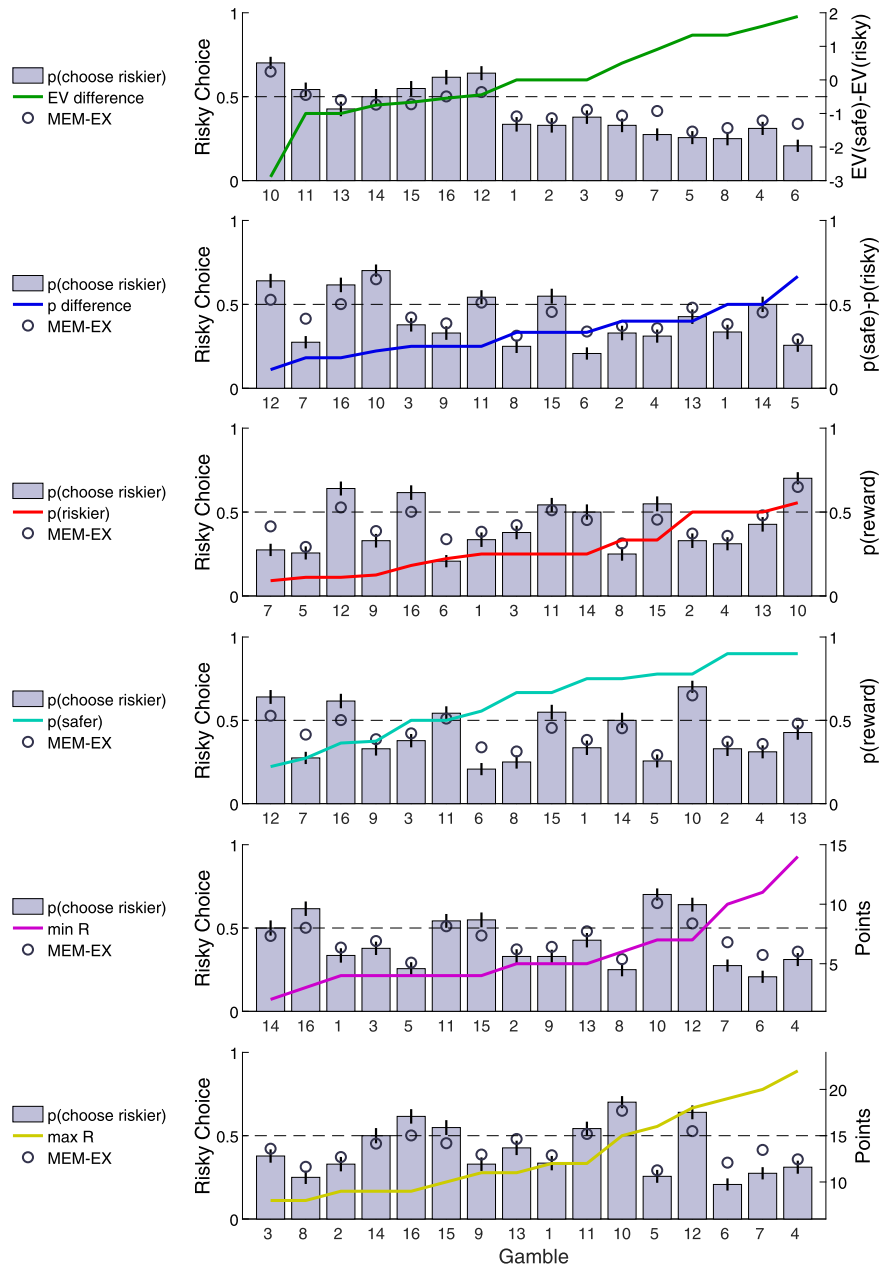 p(choose riskier)
EV difference
MEM-EX
Risky Choice
1
0.5
0
2
1
0
-1
-2
-3
EV(safe)-EV(risky)
10 11 13 14 15 16 12 1 2 3 9 7 5 8 4 6
p(choose riskier)
p difference
MEM-EX
Risky Choice
1
0.5
0
1
0.5
0
p(safe)-p(risky)
12 7 16 10 3 9 11 8 15 6 2 4 13 1 14 5
p(choose riskier)
p(riskier)
MEM-EX
Risky Choice
1
0.5
0
1
0.5
0
p(reward)
7 5 12 9 16 6 1 3 11 14 8 15 2 4 13 10
p(choose riskier)
p(safer)
MEM-EX
Risky Choice
1
0.5
0
1
0.5
0
p(reward)
12 7 16 9 3 11 6 8 15 1 14 5 10 2 4 13
p(choose riskier)
min R
MEM-EX
Risky Choice
1
0.5
0
15
10
5
Points
14 16 1 3 5 11 15 2 9 13 8 10 12 7 6 4
p(choose riskier)
max R
MEM-EX
Risky Choice
1
0.5
0
20
15
10
Points
3 8 2 14 16 15 9 13 1 11 10 5 12 6 7 4
Gamble